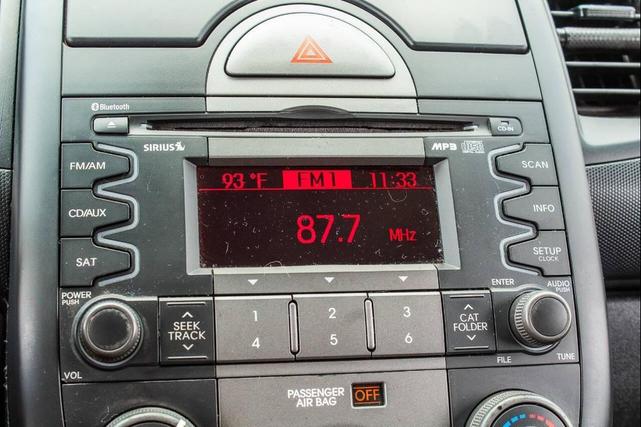 Bluetooth
CD-IN
SIRIUS
MP3
FM/AM
93 °F FM1 11:33
SCAN
CD/AUX
87.7 MHz
INFO
SAT
SETUP
CLOCK
POWER
PUSH
ENTER
AUDIO
PUSH
SEEK
TRACK
1 2 3
4 5 6
CAT
FOLDER
VOL
FILE
TUNE
PASSENGER
AIR BAG
OFF